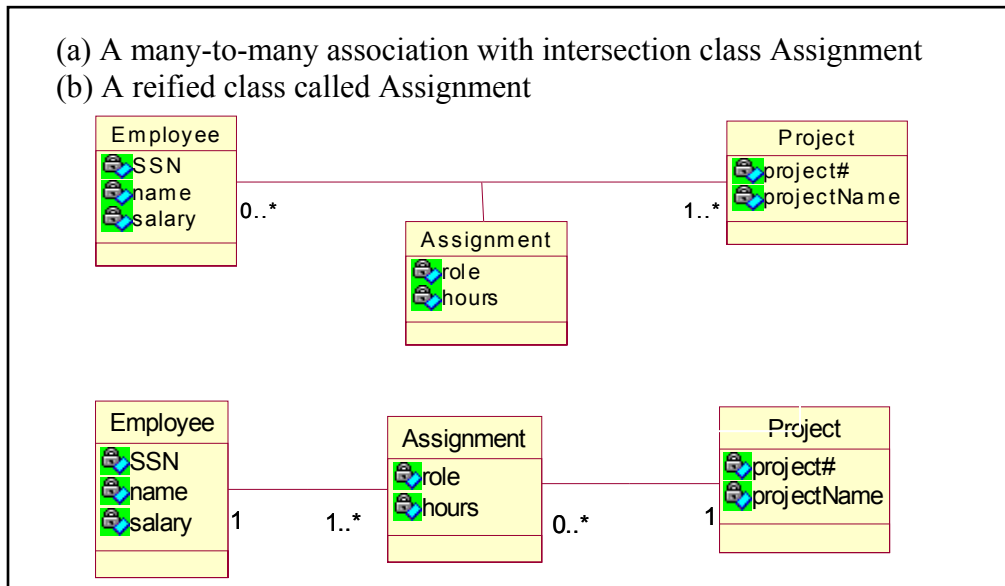 (a) A many-to-many association with intersection class Assignment
(b) A reified class called Assignment
Employee
SSN
name
salary
0..*
1..*
Project
project#
projectName
Assignment
role
hours
Employee
SSN
name
salary
1
1..*
Assignment
role
hours
0..*
1
Project
project#
projectName